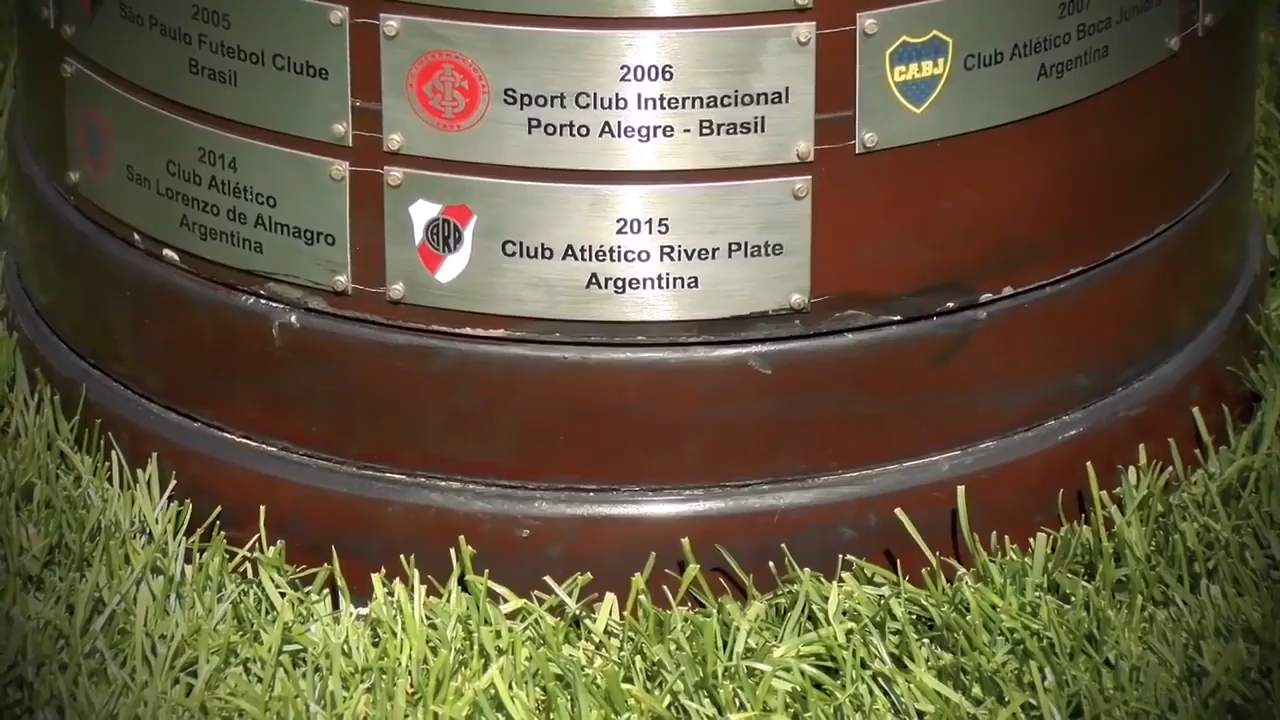 2005
São Paulo Futebol Clube
Brasil
2006
Sport Club Internacional
Porto Alegre - Brasil
CABJ
2007
Club Atlético Boca Juniors
Argentina
2014
Club Atlético
San Lorenzo de Almagro
Argentina
CARP
2015
Club Atlético River Plate
Argentina